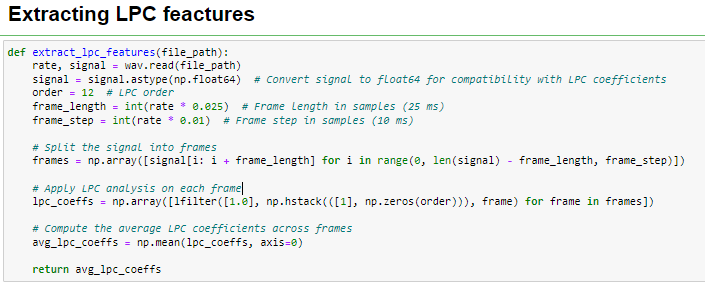 Extracting LPC feactures
def extract_lpc_features(file_path):
    rate, signal = wav.read(file_path)
    signal = signal.astype(np.float64)  # Convert signal to float64 for compatibility with LPC coefficients
    order = 12  # LPC order
    frame_length = int(rate * 0.025)  # Frame length in samples (25 ms)
    frame_step = int(rate * 0.01)  # Frame step in samples (10 ms)
    # Split the signal into frames
    frames = np.array([signal[i: i + frame_length] for i in range(0, len(signal) - frame_length, frame_step)])
    # Apply LPC analysis on each frame
    lpc_coeffs = np.array([lfilter([1.0], np.hstack(([1], np.zeros(order))), frame) for frame in frames])
    # Compute the average LPC coefficients across frames
    avg_lpc_coeffs = np.mean(lpc_coeffs, axis=0)
    return avg_lpc_coeffs